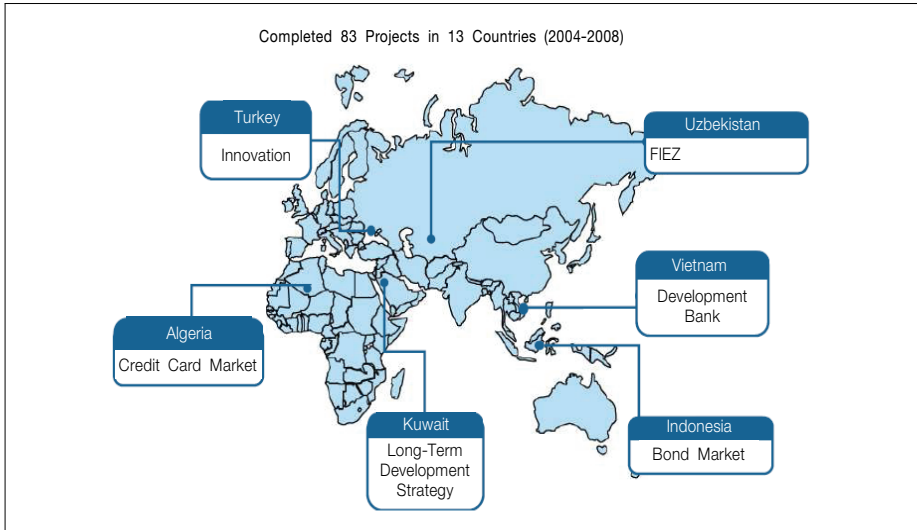 Completed 83 Projects in 13 Countries (2004-2008)
Turkey
Innovation
Uzbekistan
FIEZ
Vietnam
Development
Bank
Algeria
Credit Card Market
Kuwait
Long-Term
Development
Strategy
Indonesia
Bond Market